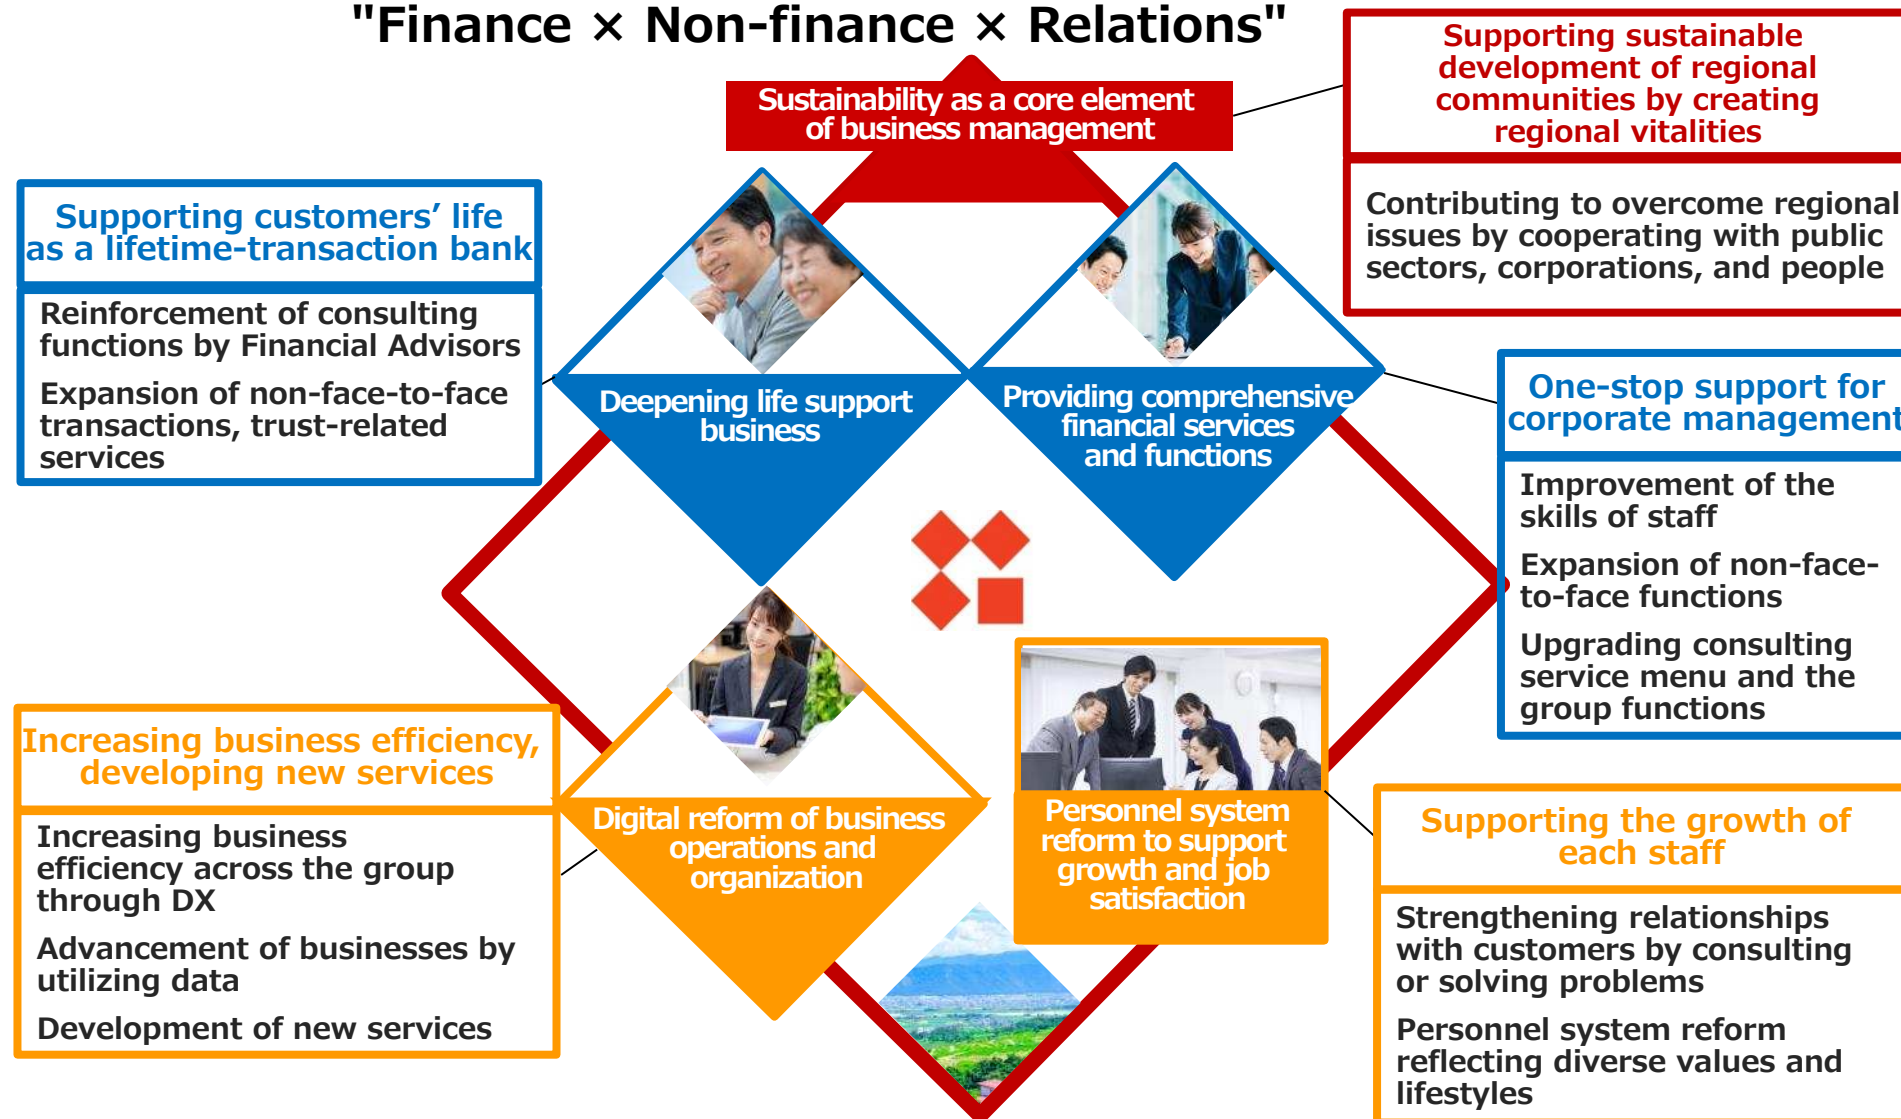 "Finance × Non-finance × Relations"
Sustainability as a core element
of business management
Supporting sustainable
development of regional
communities by creating
regional vitalities
Contributing to overcome regional
issues by cooperating with public
sectors, corporations, and people
Supporting customers’ life
as a lifetime-transaction bank
Reinforcement of consulting
functions by Financial Advisors
Expansion of non-face-to-face
transactions, trust-related
services
Deepening life support
business
Providing comprehensive
financial services
and functions
One-stop support for
corporate management
Improvement of the
skills of staff
Expansion of non-face-
to-face functions
Upgrading consulting
service menu and the
group functions
Increasing business efficiency,
developing new services
Increasing business
efficiency across the group
through DX
Advancement of businesses by
utilizing data
Development of new services
Digital reform of business
operations and
organization
Personnel system
reform to support
growth and job
satisfaction
Supporting the growth of
each staff
Strengthening relationships
with customers by consulting
or solving problems
Personnel system reform
reflecting diverse values and
lifestyles